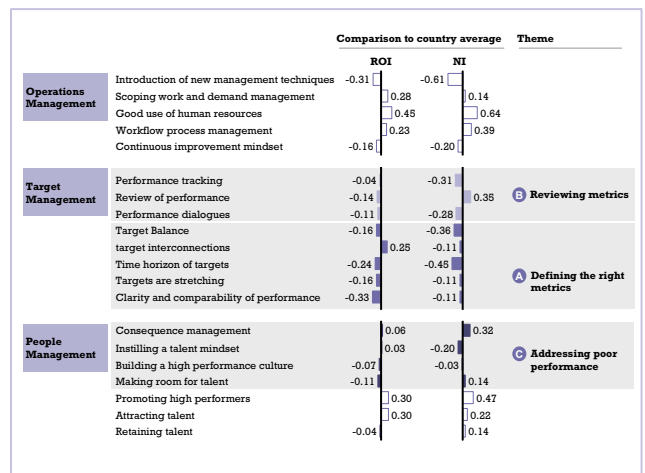 Comparison to country average Theme
ROI NI
Operations
Management
Introduction of new management techniques -0.31 -0.61
Scoping work and demand management 0.28 0.14
Good use of human resources 0.45 0.64
Workflow process management 0.23 0.39
Continuous improvement mindset -0.16 -0.20
Target
Management
Performance tracking -0.04 -0.31
Review of performance -0.14 0.35
Performance dialogues -0.11 -0.28
B Reviewing metrics
Target Balance -0.16 -0.36
target interconnections 0.25 -0.11
Time horizon of targets -0.24 -0.45
Targets are stretching -0.16 -0.11
Clarity and comparability of performance -0.33 -0.11
A Defining the right
metrics
People
Management
Consequence management 0.06 0.32
Instilling a talent mindset 0.03 -0.20
Building a high performance culture -0.07 -0.03
Making room for talent -0.11 0.14
C Addressing poor
performance
Promoting high performers 0.30 0.47
Attracting talent 0.30 0.22
Retaining talent -0.04 0.14